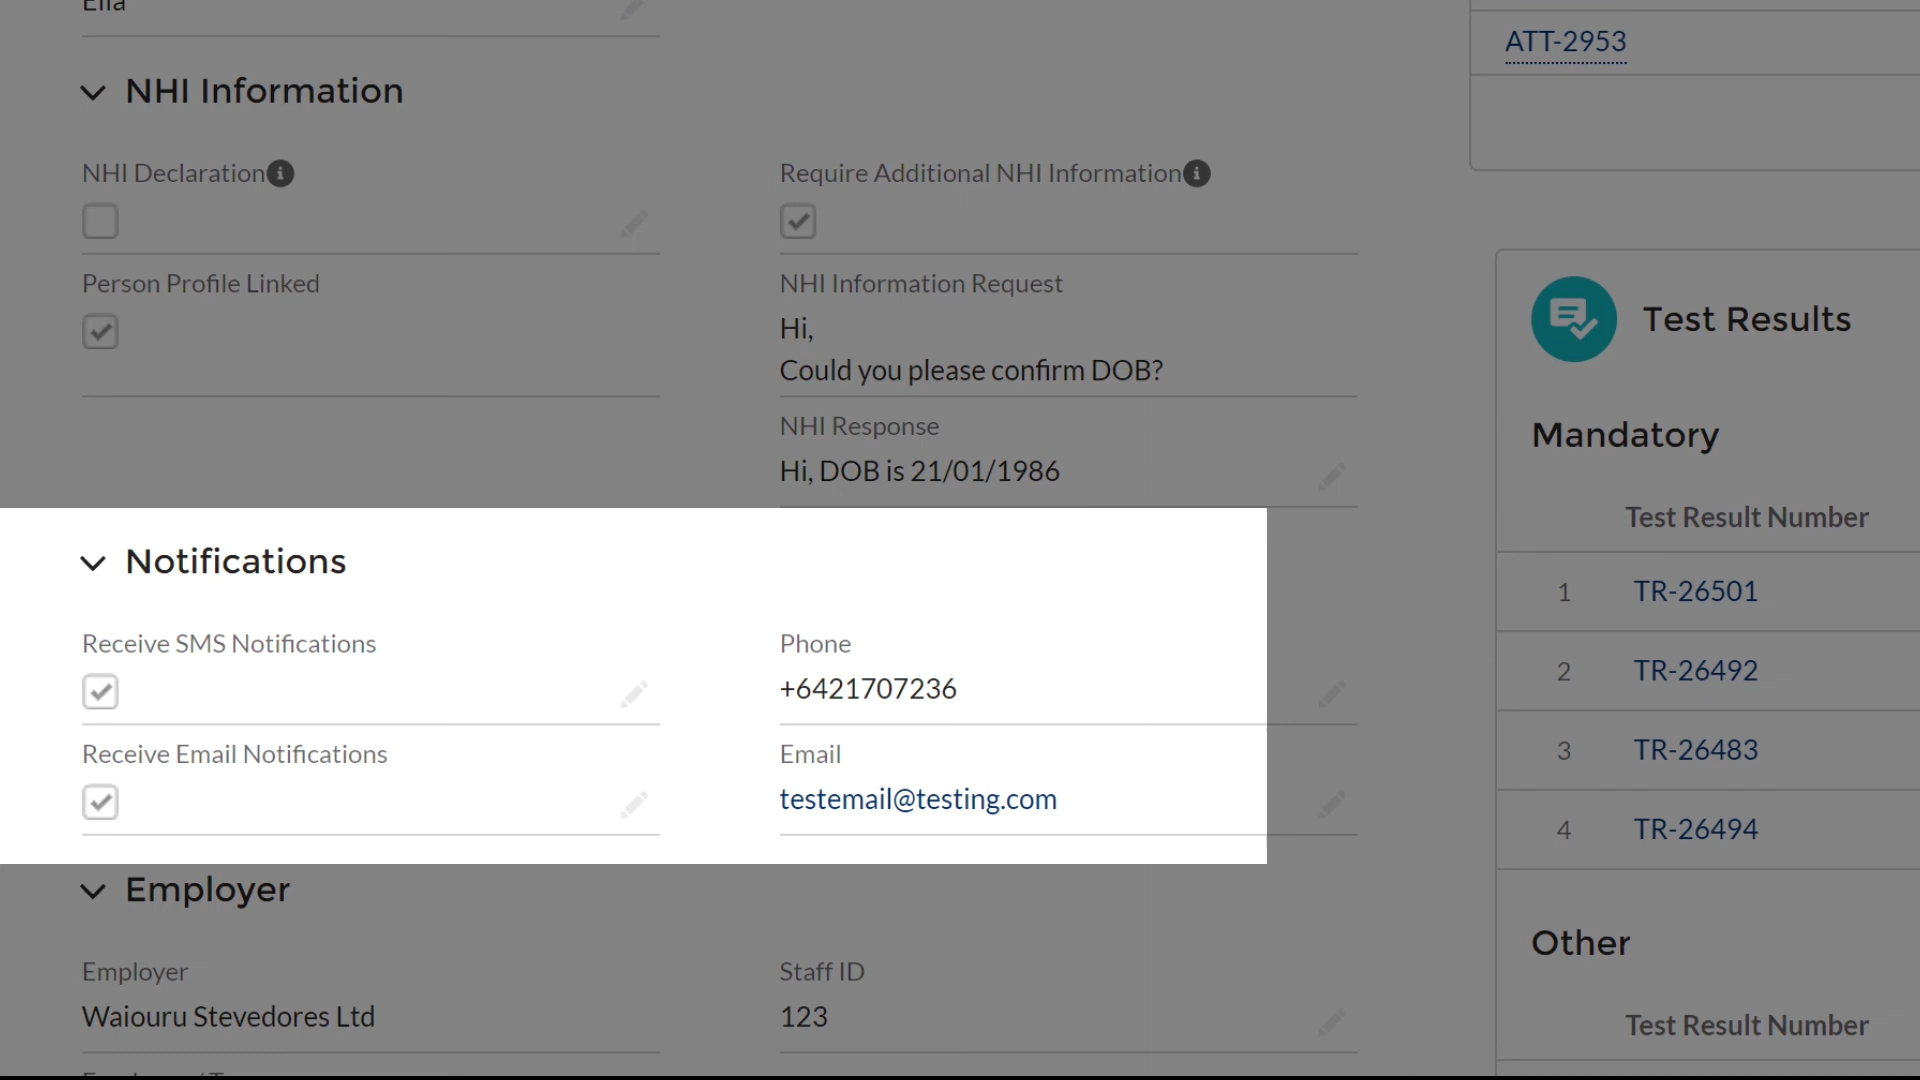 Ella
NHI Information
NHI Declaration
Require Additional NHI Information
Person Profile Linked
NHI Information Request
Hi,
Could you please confirm DOB?
NHI Response
Hi, DOB is 21/01/1986
Notifications
Receive SMS Notifications
Phone
+6421707236
Receive Email Notifications
Email
testemail@testing.com
Employer
Employer
Staff ID
Waiouru Stevedores Ltd
123
ATT-2953
Test Results
Mandatory
Test Result Number
1 TR-26501
2 TR-26492
3 TR-26483
4 TR-26494
Other
Test Result Number